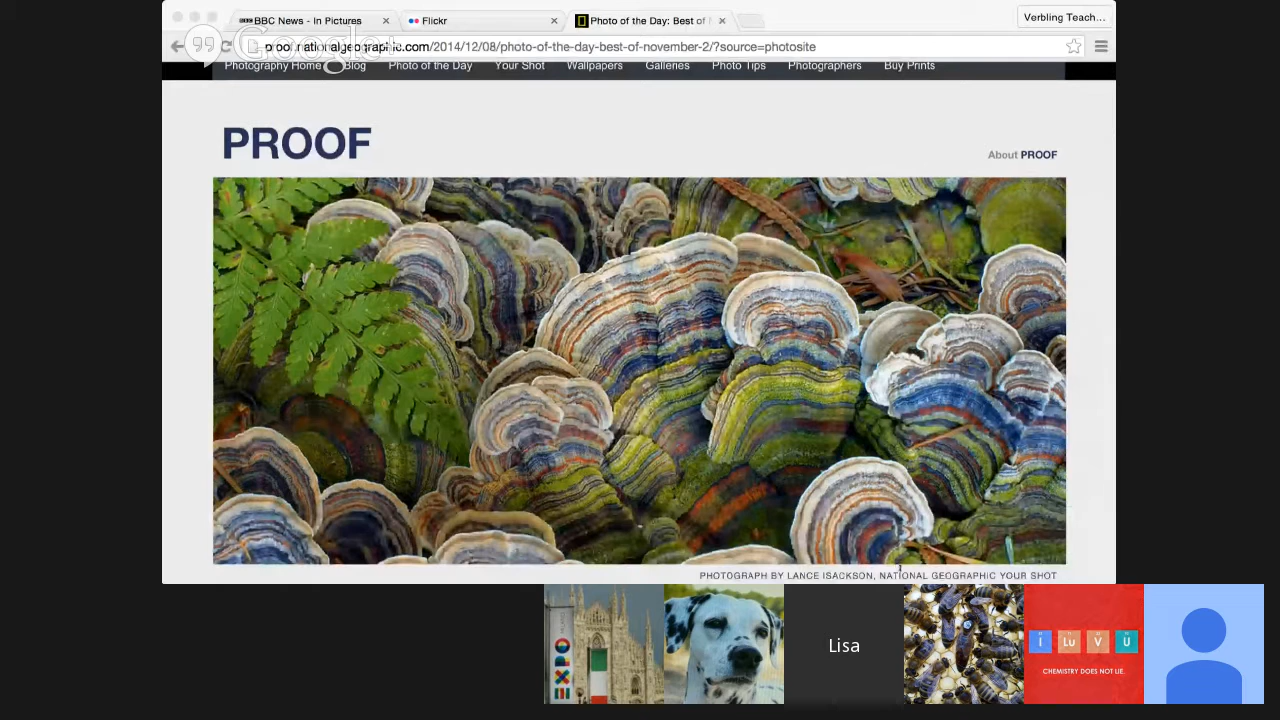 BBC News - In Pictures
Flickr
Photo of the Day: Best of
Verbling Teach...
Google+
proof.nationalgeographic.com/2014/12/08/photo-of-the-day-best-of-november-2/?source=photosite
Photography Home Blog Photo of the Day Your Shot Wallpapers Galleries Photo Tips Photographers Buy Prints
PROOF
About PROOF
PHOTOGRAPH BY LANCE ISACKSON, NATIONAL GEOGRAPHIC YOUR SHOT
EXPO
Lisa
I Lu V U
CHEMISTRY DOES NOT LIE.